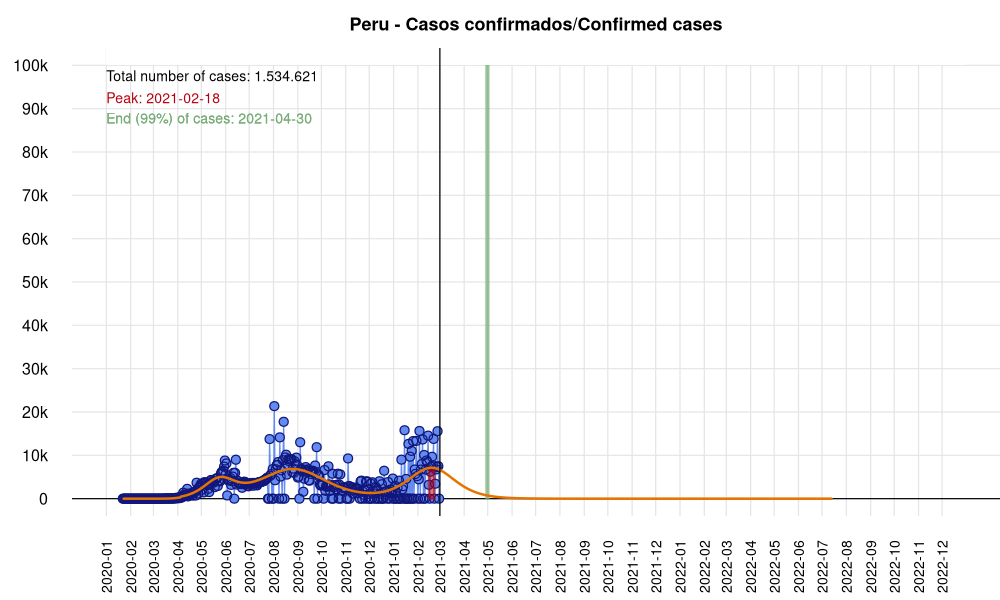 Peru - Casos confirmados/Confirmed cases
Total number of cases: 1.534.621
Peak: 2021-02-18
End (99%) of cases: 2021-04-30
100k
90k
80k
70k
60k
50k
40k
30k
20k
10k
0
2020-01
2020-02
2020-03
2020-04
2020-05
2020-06
2020-07
2020-08
2020-09
2020-10
2020-11
2020-12
2021-01
2021-02
2021-03
2021-04
2021-05
2021-06
2021-07
2021-08
2021-09
2021-10
2021-11
2021-12
2022-01
2022-02
2022-03
2022-04
2022-05
2022-06
2022-07
2022-08
2022-09
2022-10
2022-11
2022-12